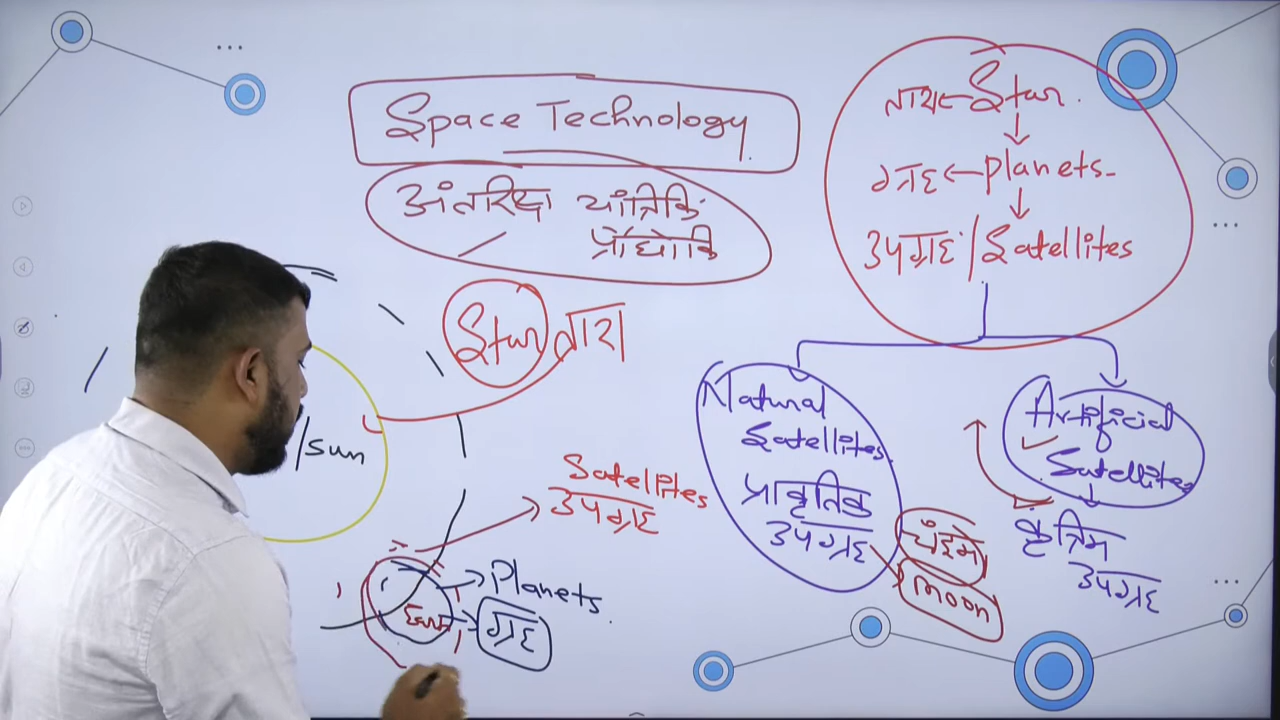 Space Technology
अंतरिक्ष यांत्रिकि
प्रौद्योकि
तारा ← Star.
↓
ग्रह ← planets
↓
उपग्रह / Satellites
Star तारा
/sun
Satellites
उपग्रह
Planets
ग्रह
Natural
Satellites
प्राकृतिक
उपग्रह
चंद्रमा
moon
Artificial
Satellites
कृत्रिम
उपग्रह